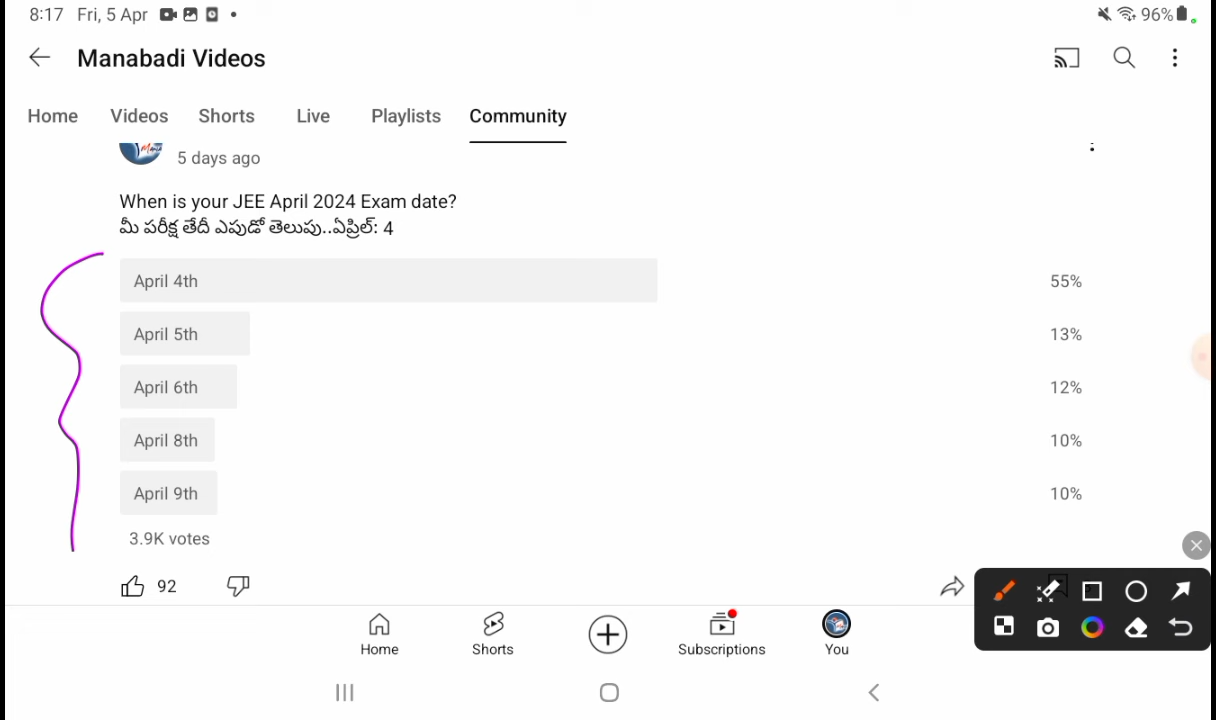 8:17 Fri, 5 Apr
96%
Manabadi Videos
Home Videos Shorts Live Playlists Community
5 days ago
When is your JEE April 2024 Exam date?
మీ పరీక్ష తేదీ ఎపుడో తెలుపు..ఏప్రిల్: 4
April 4th 55%
April 5th 13%
April 6th 12%
April 8th 10%
April 9th 10%
3.9K votes
92
Home Shorts Subscriptions You